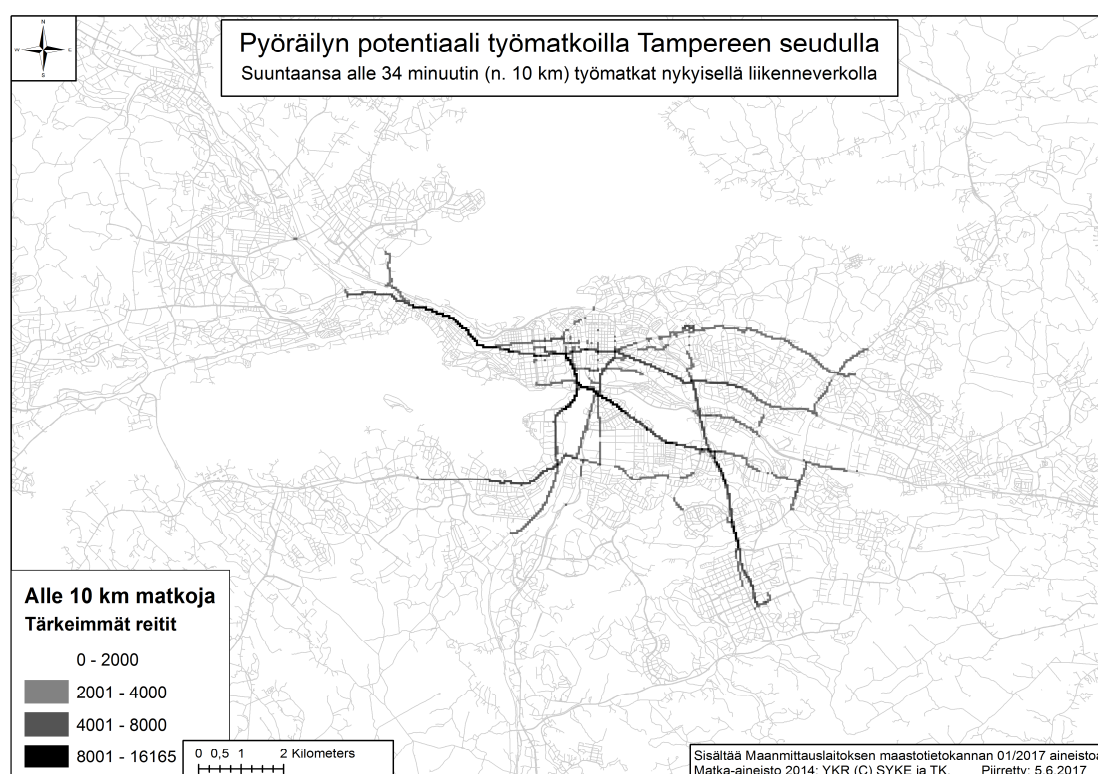 N
W E
S
Pyöräilyn potentiaali työmatkoilla Tampereen seudulla
Suuntaansa alle 34 minuutin (n. 10 km) työmatkat nykyisellä liikenneverkolla
Alle 10 km matkoja
Tärkeimmät reitit
0 - 2000
2001 - 4000
4001 - 8000
8001 - 16165
0 0,5 1 2 Kilometers
Sisältää Maanmittauslaitoksen maastotietokannan 01/2017 aineistoa
Matka-aineisto 2014: YKR (C) SYKE ja TK. Piirretty: 5.6.2017